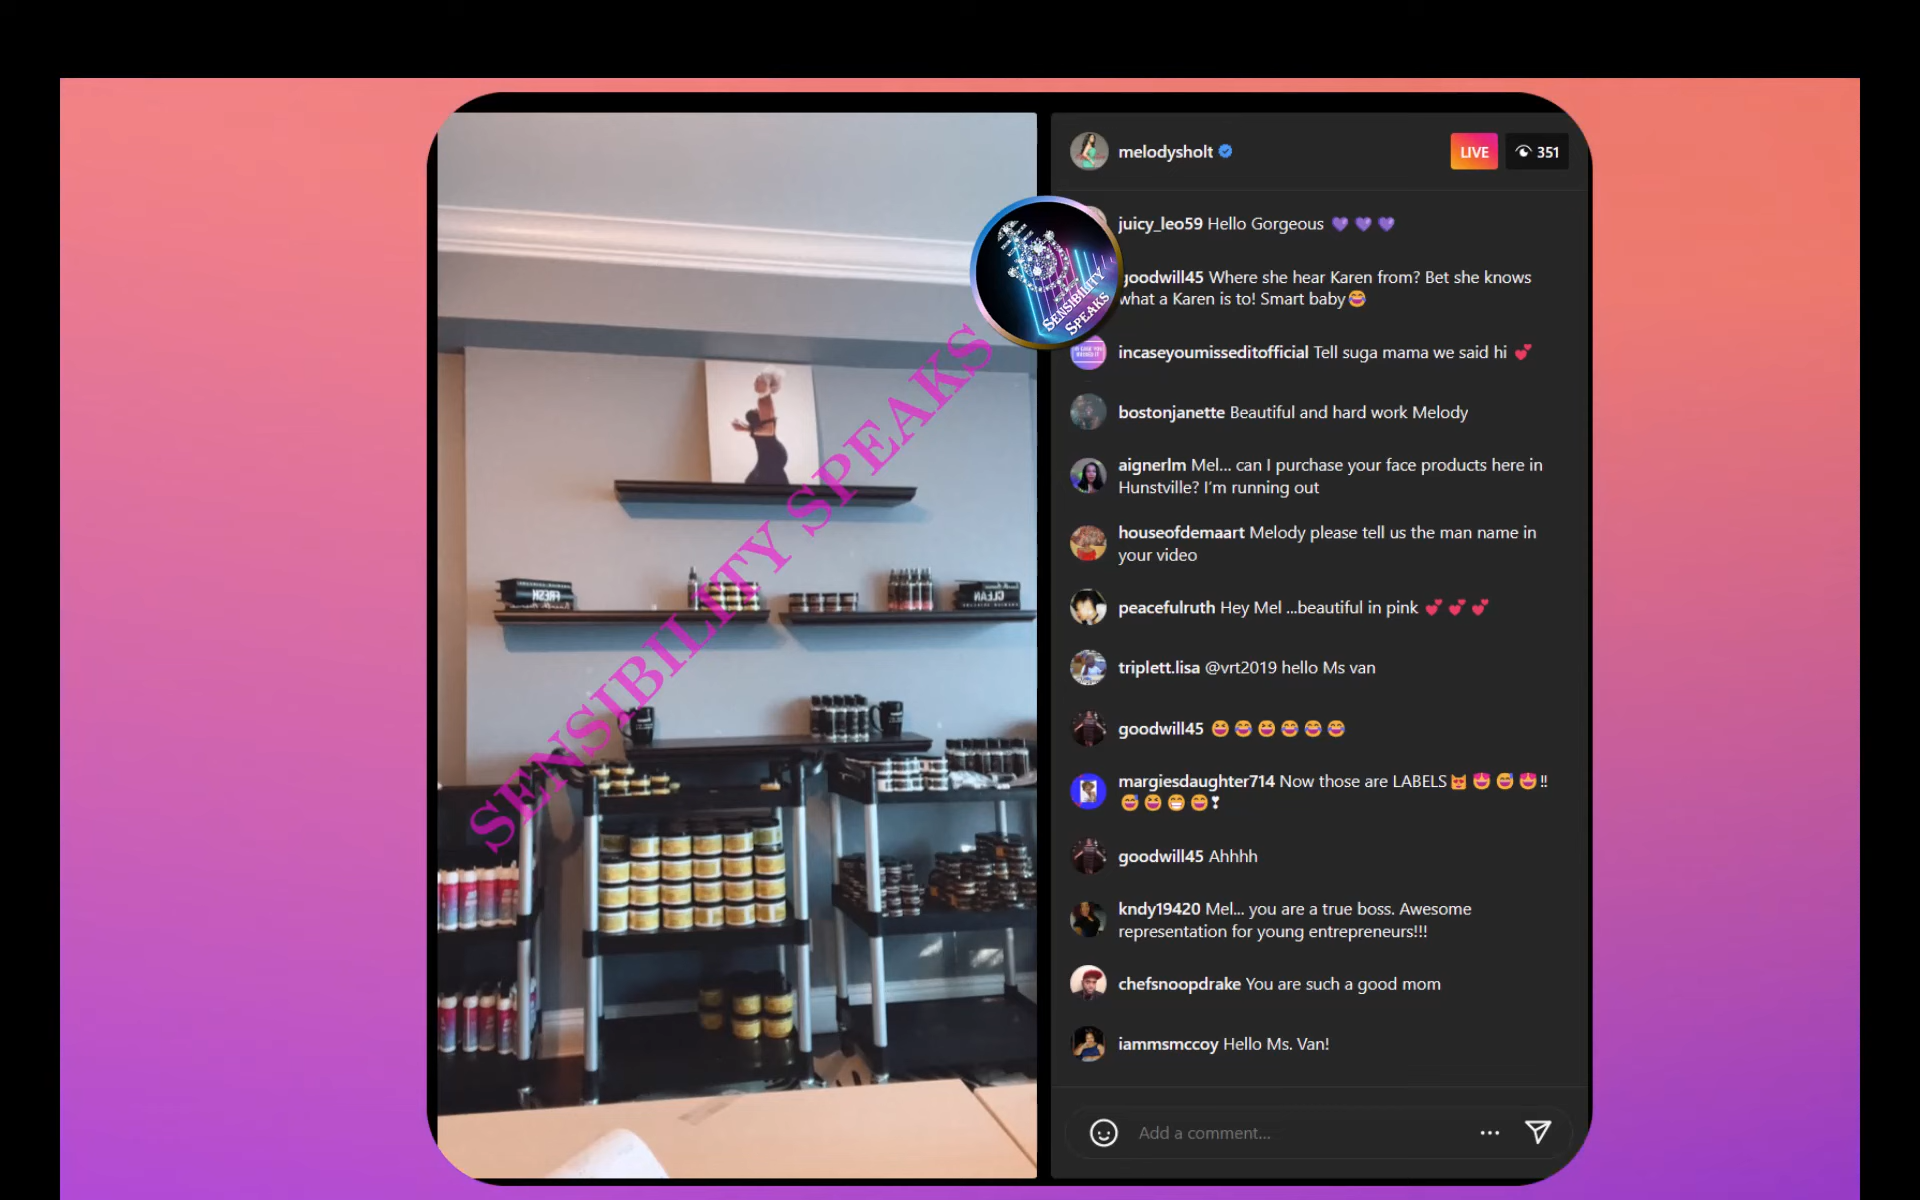 melodysholt
LIVE
351
juicy_leo59 Hello Gorgeous 💜 💜 💜
goodwill45 Where she hear Karen from? Bet she knows
what a Karen is to! Smart baby😂
incaseyoumisseditofficial Tell suga mama we said hi 💕
bostonjanette Beautiful and hard work Melody
aignerlm Mel... can I purchase your face products here in
Hunstville? I'm running out
houseofdemaart Melody please tell us the man name in
your video
peacefulruth Hey Mel ...beautiful in pink 💕 💕 💕
triplett.lisa @vrt2019 hello Ms van
goodwill45 😆 😂 😆 😂 😂 😂
margiesdaughter714 Now those are LABELS😻 🤩 😅 🤩 !!
😅 😆 😁 😄 ❣
goodwill45 Ahhhh
kndy19420 Mel... you are a true boss. Awesome
representation for young entrepreneurs!!!
chefsnoopdrake You are such a good mom
iammsmccoy Hello Ms. Van!
Add a comment...
SENSIBILITY
SPEAKS
SENSIBILITY SPEAKS
FRESH
CLEAN